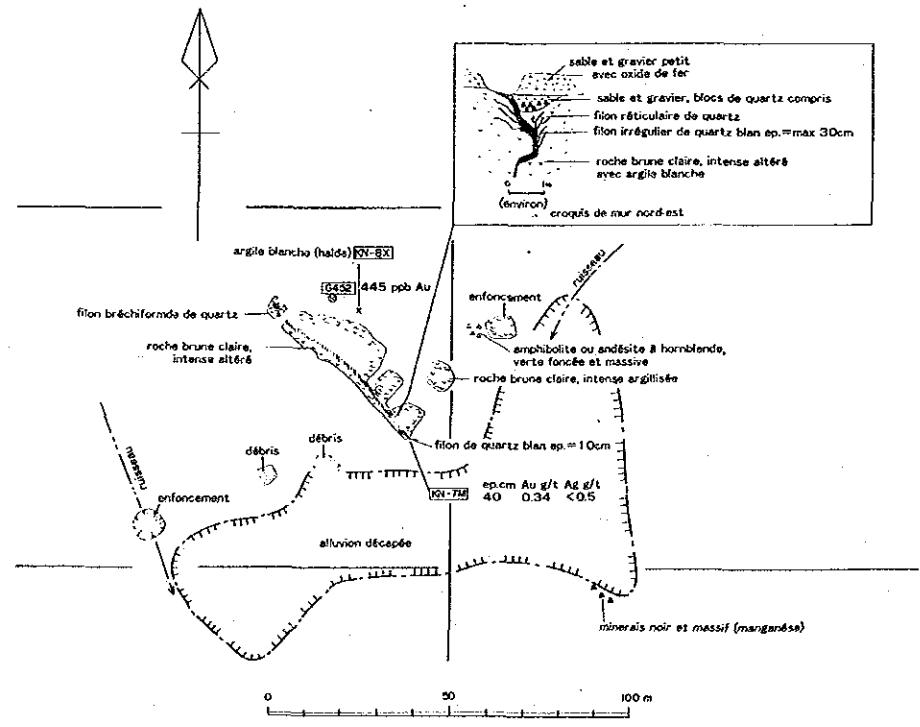 sable et gravier petit
avec oxide de fer
sable et gravier, blocs de quartz compris
filon réticulaire de quartz
filon irrégulier de quartz blan ep.=max 30cm
roche brune claire, intense altéré
avec argile blanche
0 1m
(environ)
croquis de mur nord-est
argile blanche (halde) KN-8X
G452 445 ppb Au
filon bréchiformde de quartz
roche brune claire,
intense altéré
enfoncement
ruisseau
amphibolite ou andésite à hornblende,
verte foncée et massive
roche brune claire, intense argillisée
filon de quartz blan ep.=10cm
débris
débris
ruisseau
enfoncement
KN-7M
ep.cm Au g/t Ag g/t
40 0.34 <0.5
alluvion décapée
minerais noir et massif (manganése)
0 50 100 m